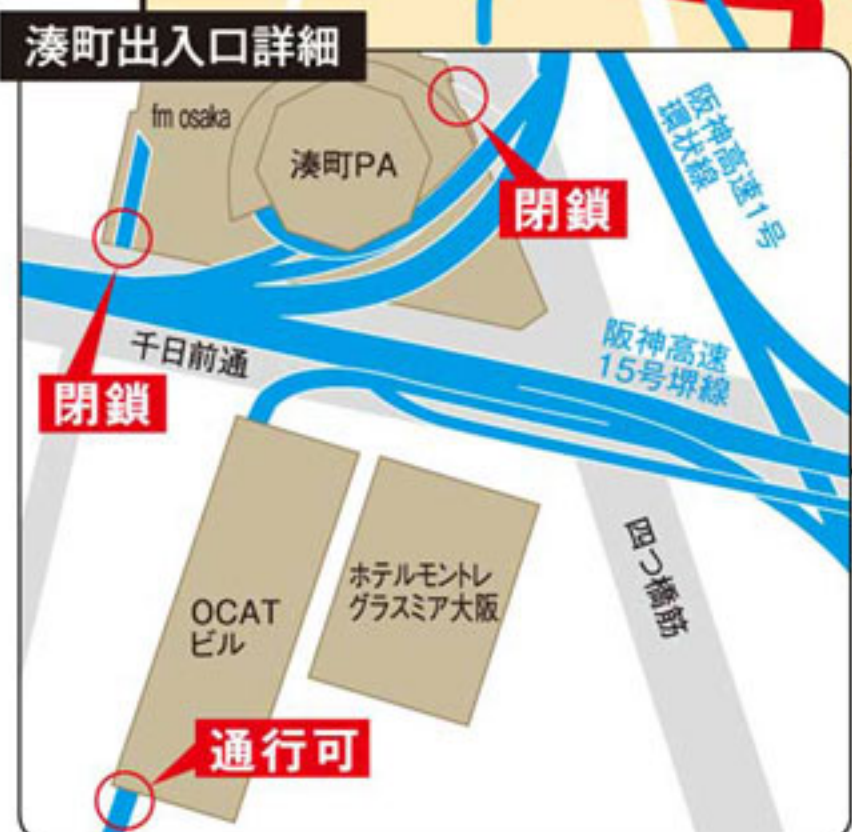 湊町出入口詳細
fm osaka
湊町PA
閉鎖
阪神高速1号
環状線
閉鎖
千日前通
阪神高速
15号堺線
四つ橋筋
ホテルモントレ
グラスミア大阪
OCAT
ビル
通行可